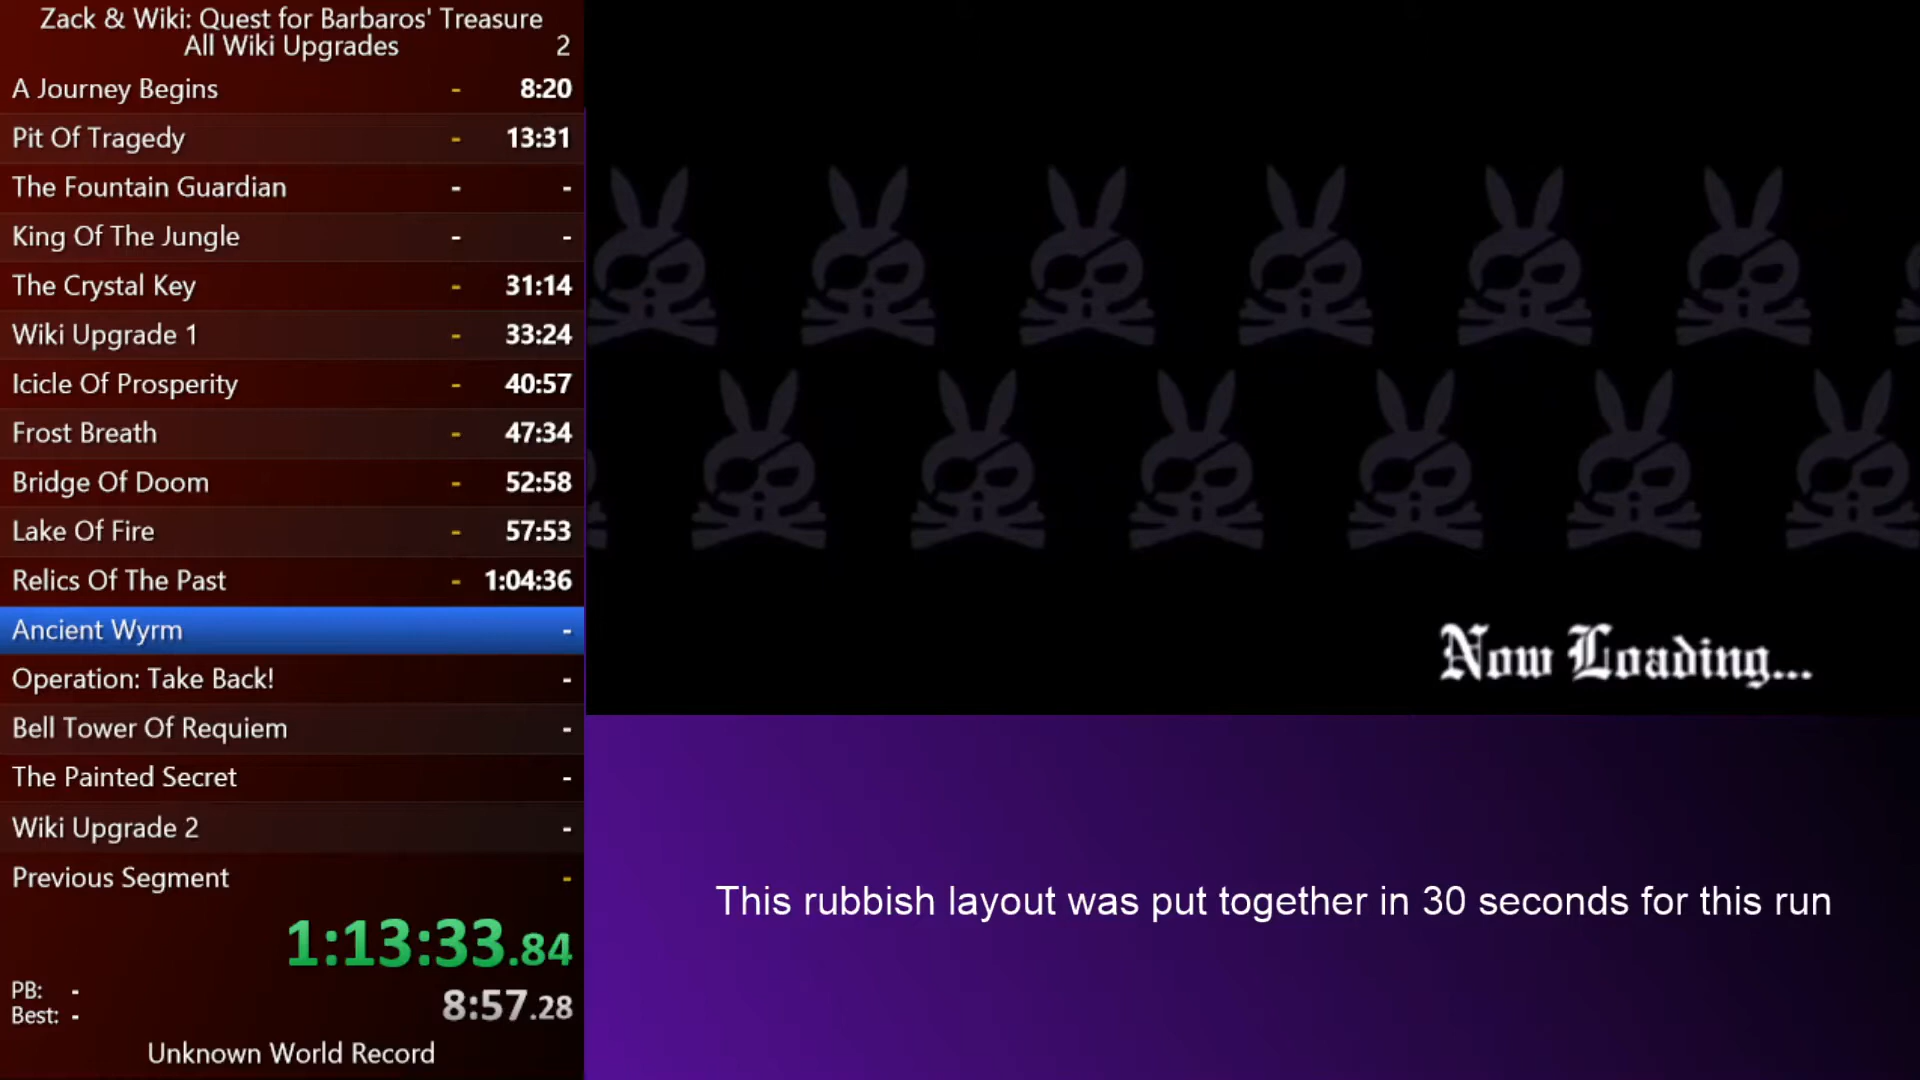 Zack & Wiki: Quest for Barbaros' Treasure
All Wiki Upgrades 2
A Journey Begins - 8:20
Pit Of Tragedy - 13:31
The Fountain Guardian - -
King Of The Jungle - -
The Crystal Key - 31:14
Wiki Upgrade 1 - 33:24
Icicle Of Prosperity - 40:57
Frost Breath - 47:34
Bridge Of Doom - 52:58
Lake Of Fire - 57:53
Relics Of The Past - 1:04:36
Ancient Wyrm -
Operation: Take Back! -
Bell Tower Of Requiem -
The Painted Secret -
Wiki Upgrade 2 -
Previous Segment -
1:13:33.84
PB: -
Best: -
8:57.28
Unknown World Record
Now Loading...
This rubbish layout was put together in 30 seconds for this run